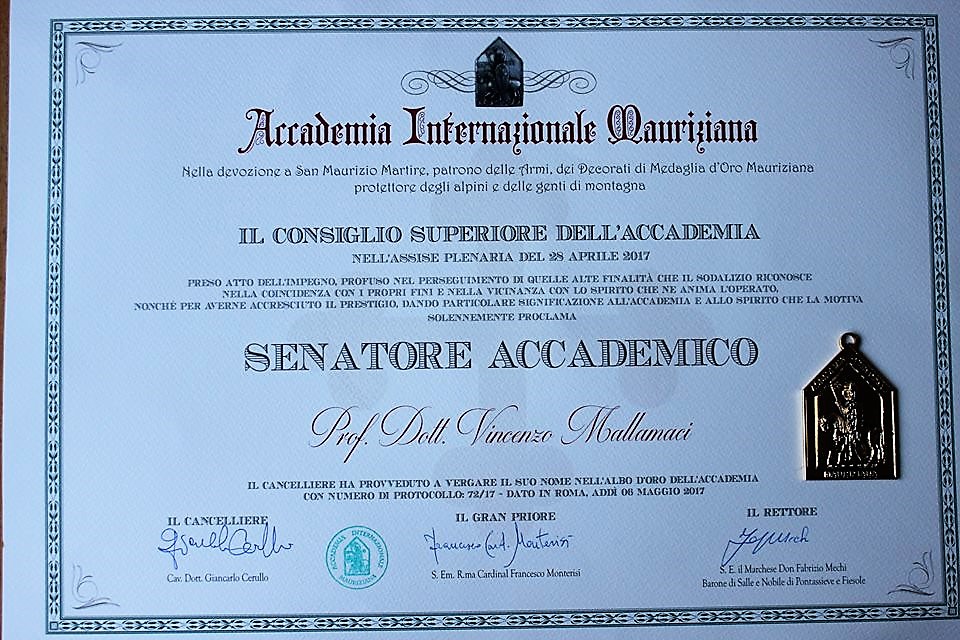 Accademia Internazionale Mauriziana
Nella devozione a San Maurizio Martire, patrono delle Armi, dei Decorati di Medaglia d'Oro Mauriziana
protettore degli alpini e delle genti di montagna
IL CONSIGLIO SUPERIORE DELL'ACCADEMIA
NELL'ASSISE PLENARIA DEL 28 APRILE 2017
PRESO ATTO DELL'IMPEGNO, PROFUSO NEL PERSEGUIMENTO DI QUELLE ALTE FINALITÀ CHE IL SODALIZIO RICONOSCE
NELLA COINCIDENZA CON I PROPRI FINI E NELLA VICINANZA CON LO SPIRITO CHE NE ANIMA L'OPERATO,
NONCHÈ PER AVERNE ACCRESCIUTO IL PRESTIGIO, DANDO PARTICOLARE SIGNIFICAZIONE ALL'ACCADEMIA E ALLO SPIRITO CHE LA MOTIVA
SOLENNEMENTE PROCLAMA
SENATORE ACCADEMICO
Prof. Dott. Vincenzo Mallamaci
IL CANCELLIERE HA PROVVEDUTO A VERGARE IL SUO NOME NELL'ALBO D'ORO DELL'ACCADEMIA
CON NUMERO DI PROTOCOLLO: 72/17 - DATO IN ROMA, ADDÌ 06 MAGGIO 2017
IL CANCELLIERE
Cav. Dott. Giancarlo Cerullo
ACCADEMIA INTERNAZIONALE
MAURIZIANA
IL GRAN PRIORE
Francesco Card. Monterisi
S. Em. R.ma Cardinal Francesco Monterisi
IL RETTORE
S. E. il Marchese Don Fabrizio Mechi
Barone di Salle e Nobile di Pontassieve e Fiesole